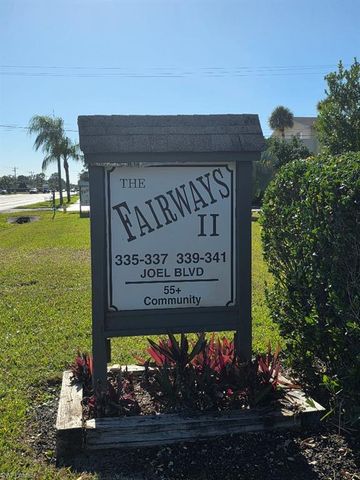 THE
FAIRWAYS
II
335-337 339-341
JOEL BLVD
55+
Community